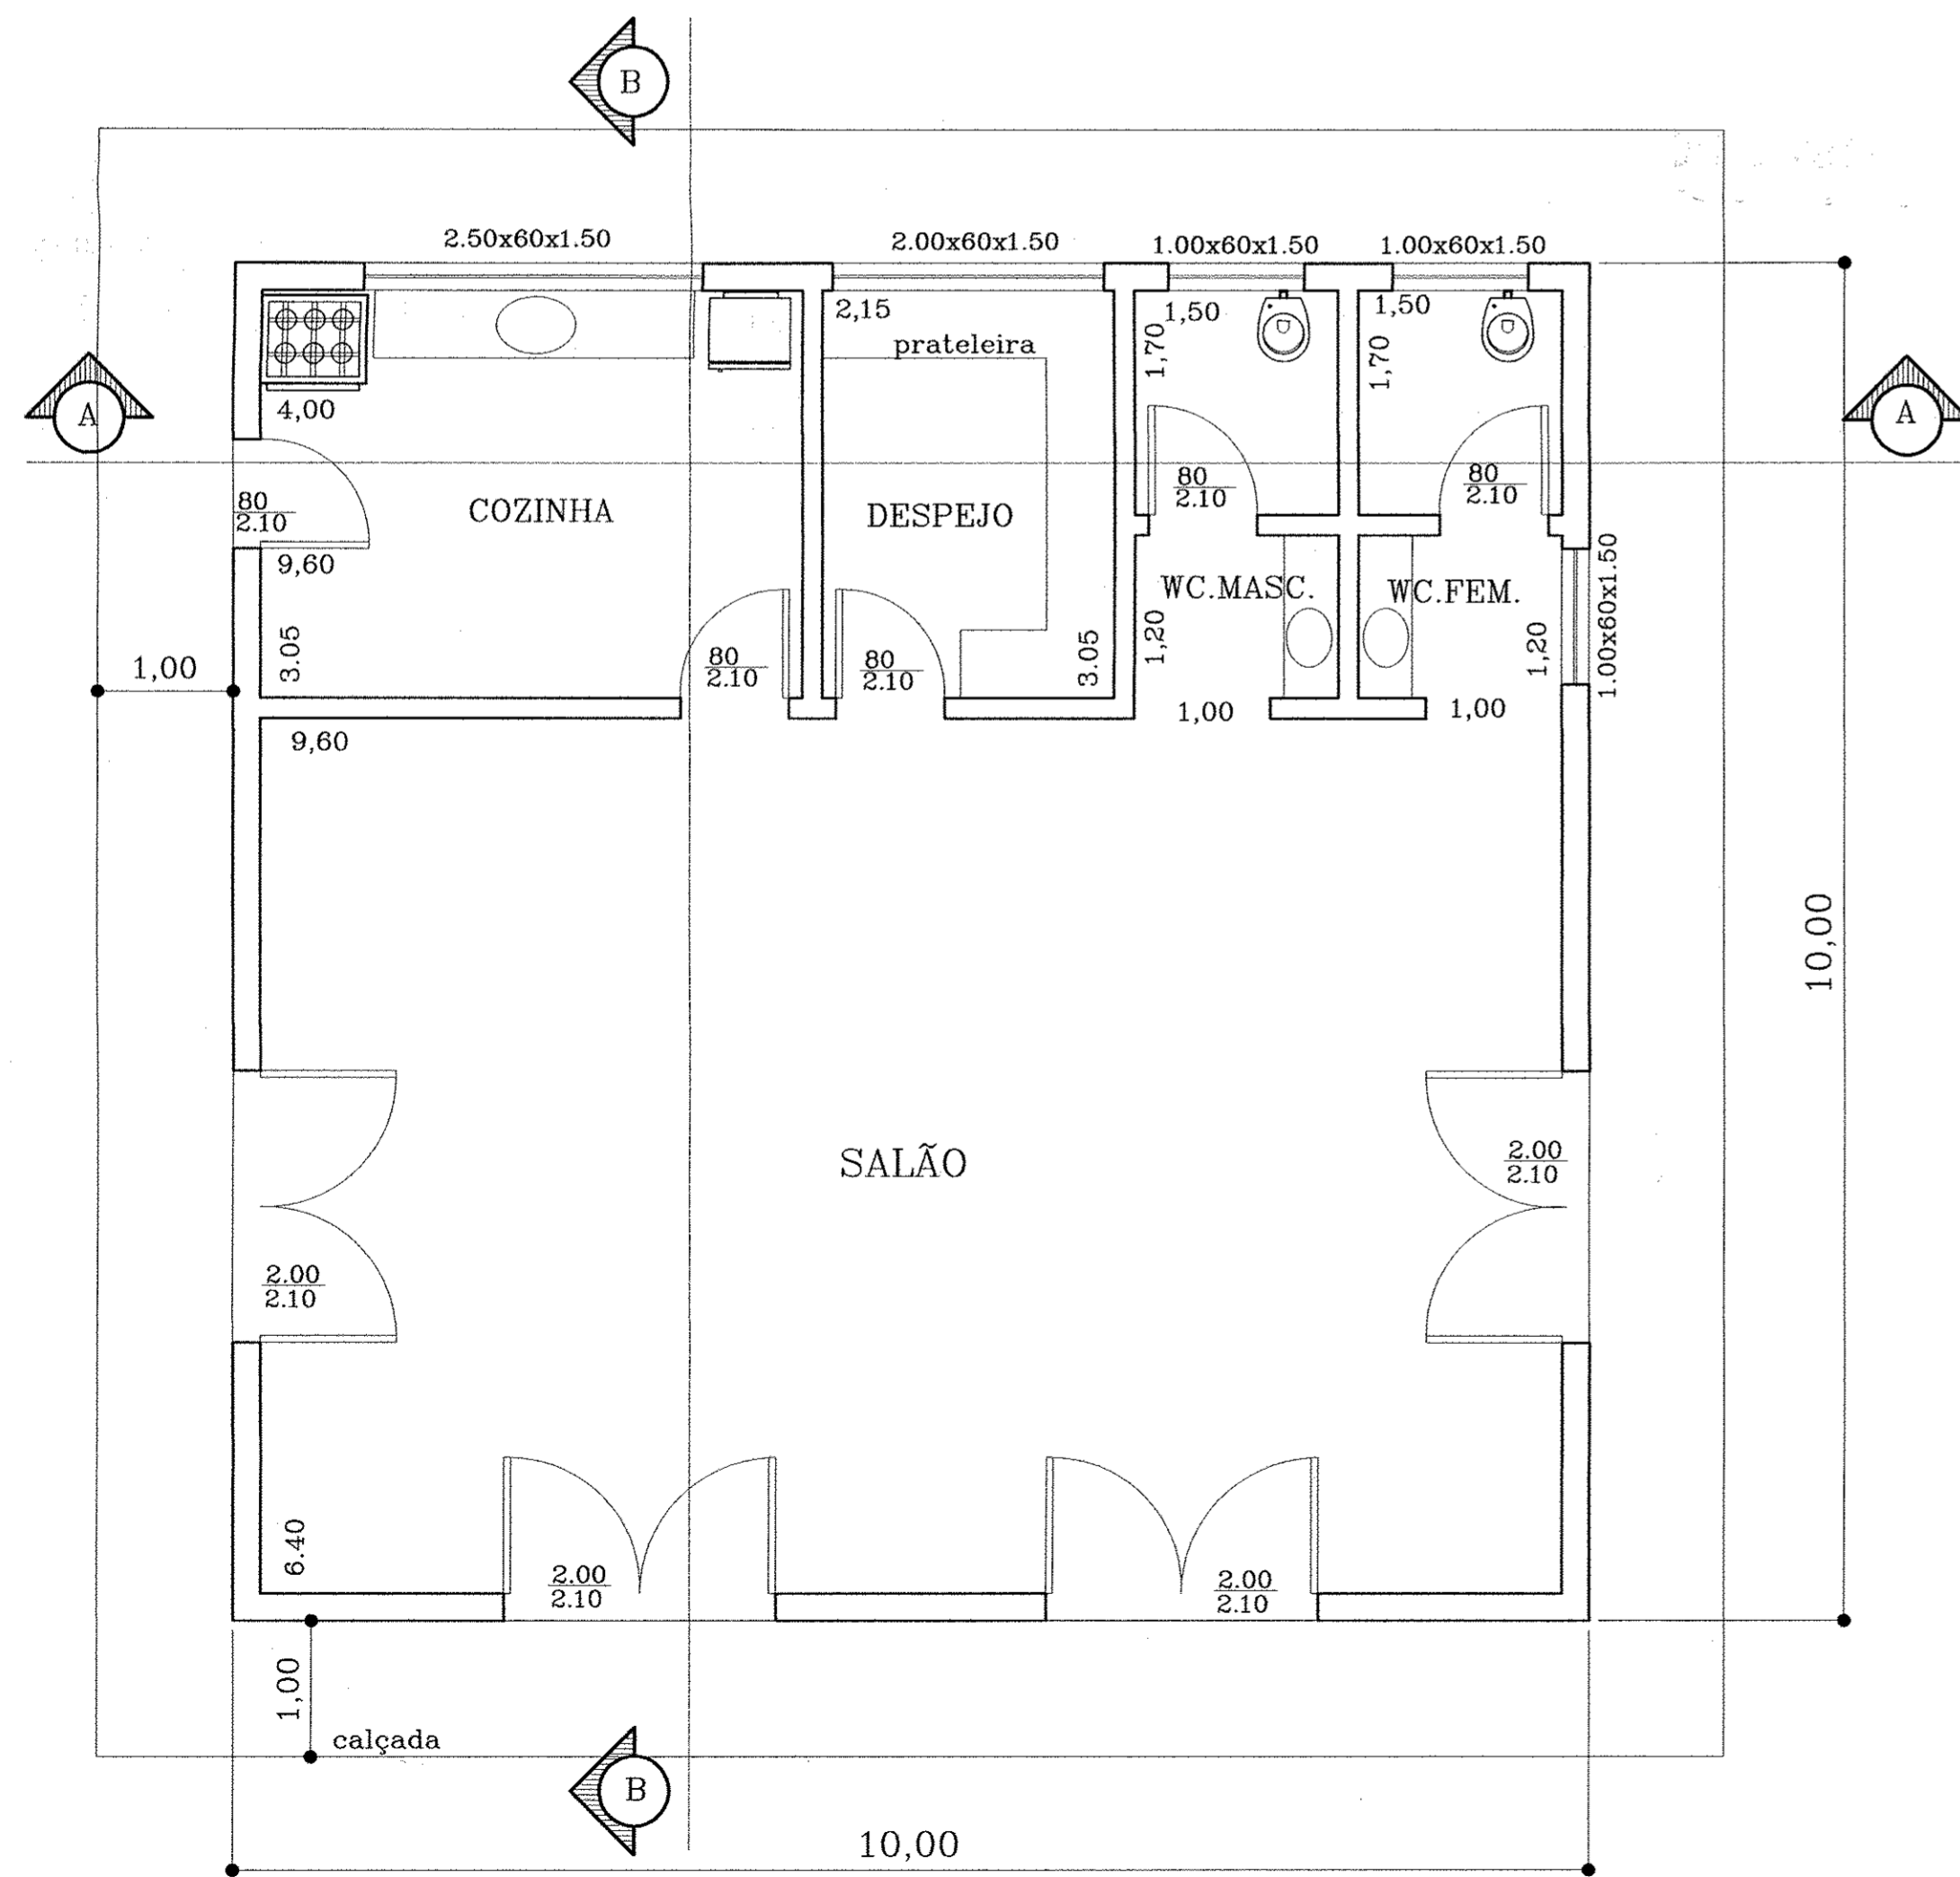 B
2.50x60x1.50
2.00x60x1.50
1.00x60x1.50
1.00x60x1.50
2,15
1,50
1,50
prateleira
1,70
1,70
4,00
A
A
80
2.10
COZINHA
DESPEJO
80
2.10
80
2.10
9,60
WC.MASC.
WC.FEM.
1.00x60x1.50
3.05
1,20
1,20
3.05
1,00
80
2.10
80
2.10
1,00
1,00
9,60
10,00
SALÃO
2.00
2.10
2.00
2.10
6.40
2.00
2.10
2.00
2.10
1,00
calçada
B
10,00